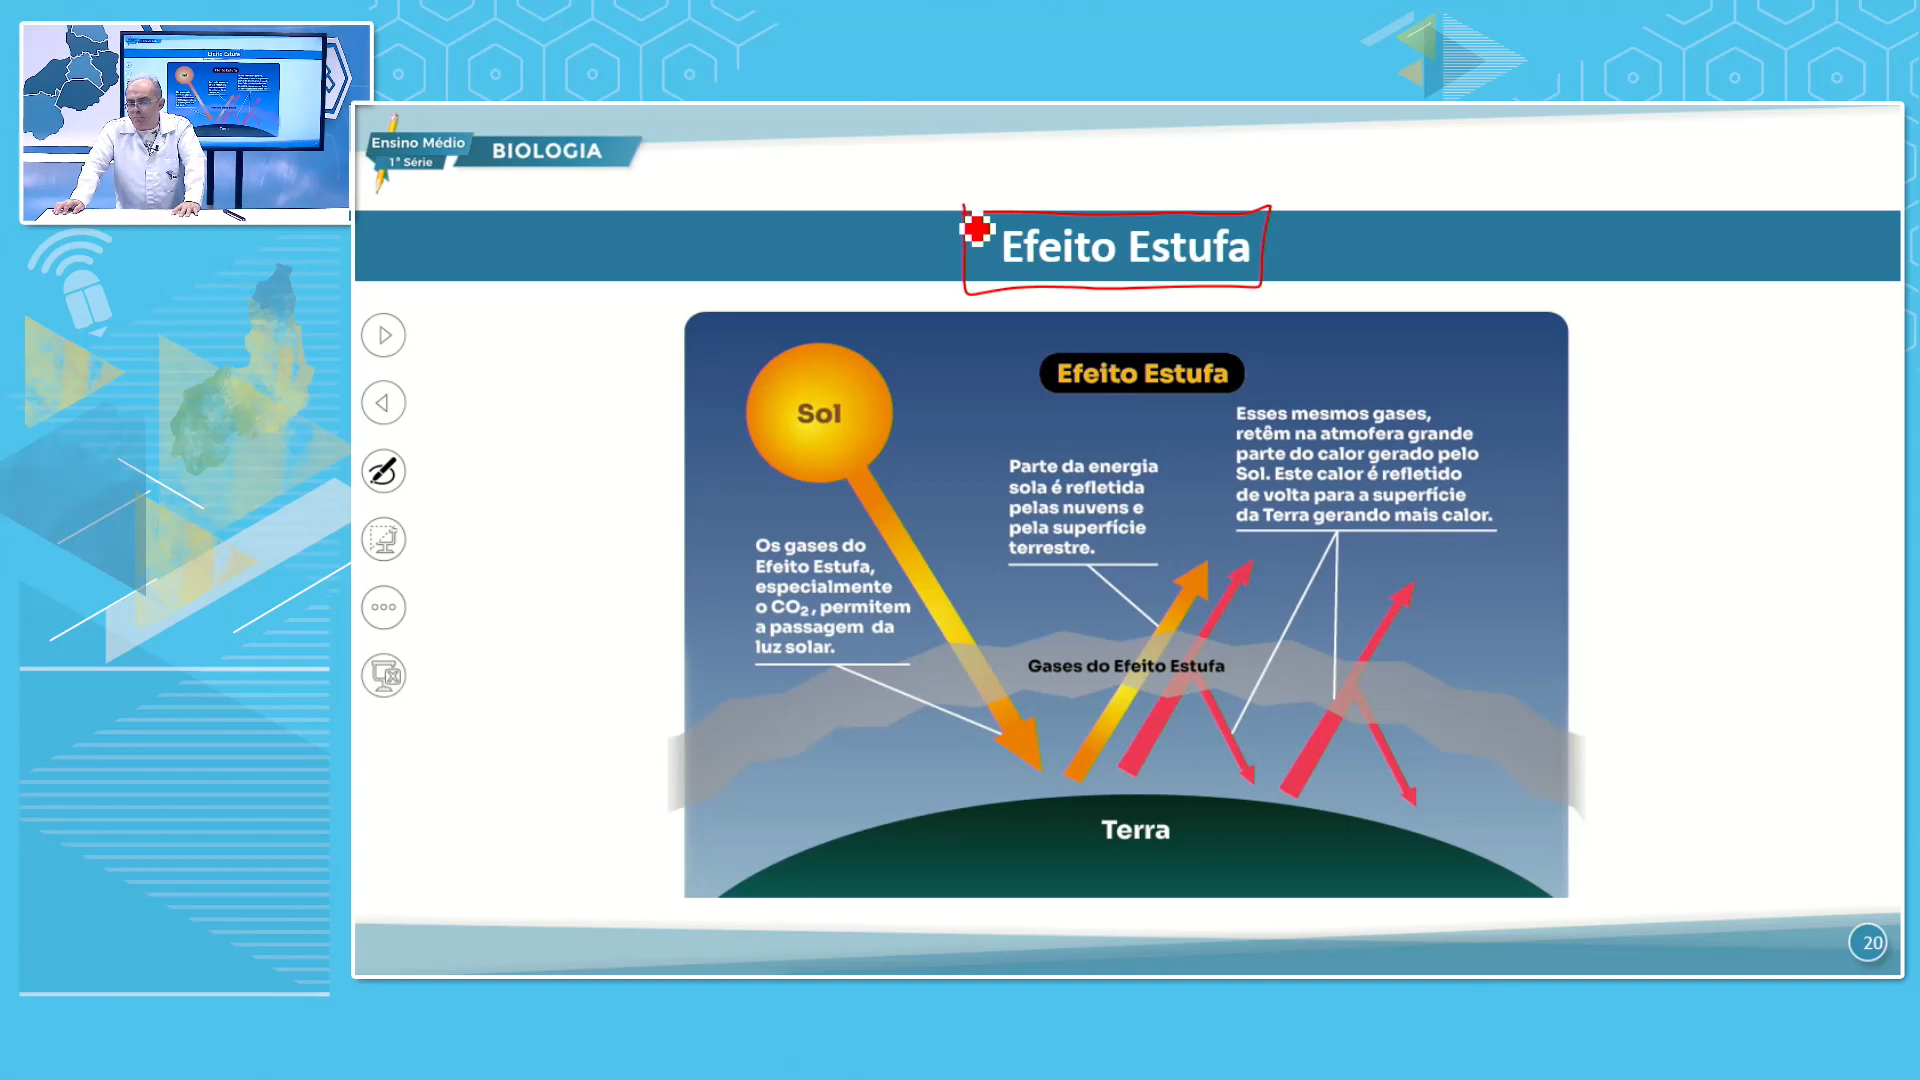 Ensino Médio
1ª Série
BIOLOGIA
Efeito Estufa
Efeito Estufa
Sol
Esses mesmos gases,
retêm na atmofera grande
parte do calor gerado pelo
Sol. Este calor é refletido
de volta para a superfície
da Terra gerando mais calor.
Parte da energia
sola é refletida
pelas nuvens e
pela superfície
terrestre.
Os gases do
Efeito Estufa,
especialmente
o CO₂, permitem
a passagem da
luz solar.
Gases do Efeito Estufa
Terra
20